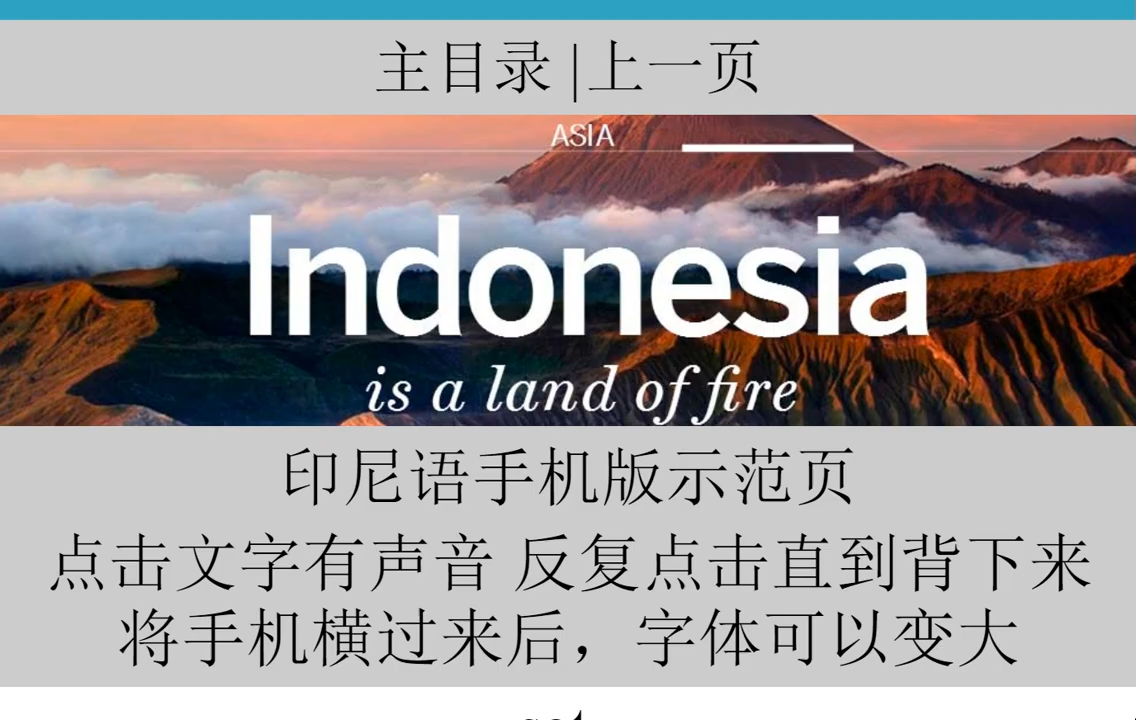 主目录|上一页
ASIA
Indonesia
is a land of fire
印尼语手机版示范页
点击文字有声音 反复点击直到背下来
将手机横过来后，字体可以变大